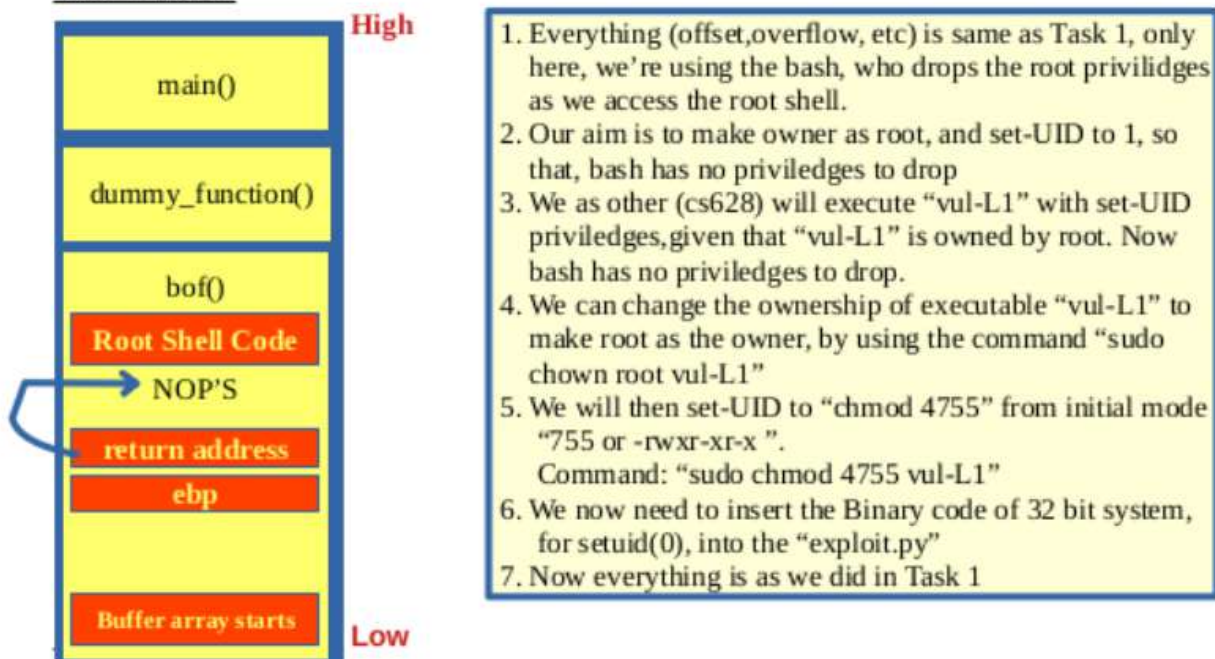 High
main()
dummy_function()
bof()
Root Shell Code
NOP'S
return address
ebp
Buffer array starts
Low
1. Everything (offset,overflow, etc) is same as Task 1, only
here, we're using the bash, who drops the root privilidges
as we access the root shell.
2. Our aim is to make owner as root, and set-UID to 1, so
that, bash has no priviledges to drop
3. We as other (cs628) will execute “vul-L1” with set-UID
priviledges,given that “vul-L1” is owned by root. Now
bash has no priviledges to drop.
4. We can change the ownership of executable “vul-L1” to
make root as the owner, by using the command “sudo
chown root vul-L1”
5. We will then set-UID to “chmod 4755” from initial mode
“755 or -rwxr-xr-x ”.
Command: “sudo chmod 4755 vul-L1”
6. We now need to insert the Binary code of 32 bit system,
for setuid(0), into the “exploit.py”
7. Now everything is as we did in Task 1